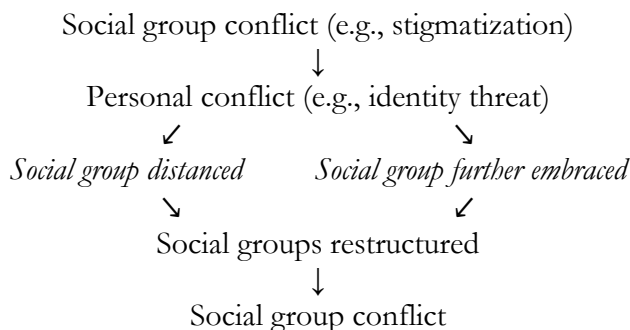 Social group conflict (e.g., stigmatization)
↓
Personal conflict (e.g., identity threat)
↙ ↘
Social group distanced Social group further embraced
↘ ↙
Social groups restructured
↓
Social group conflict